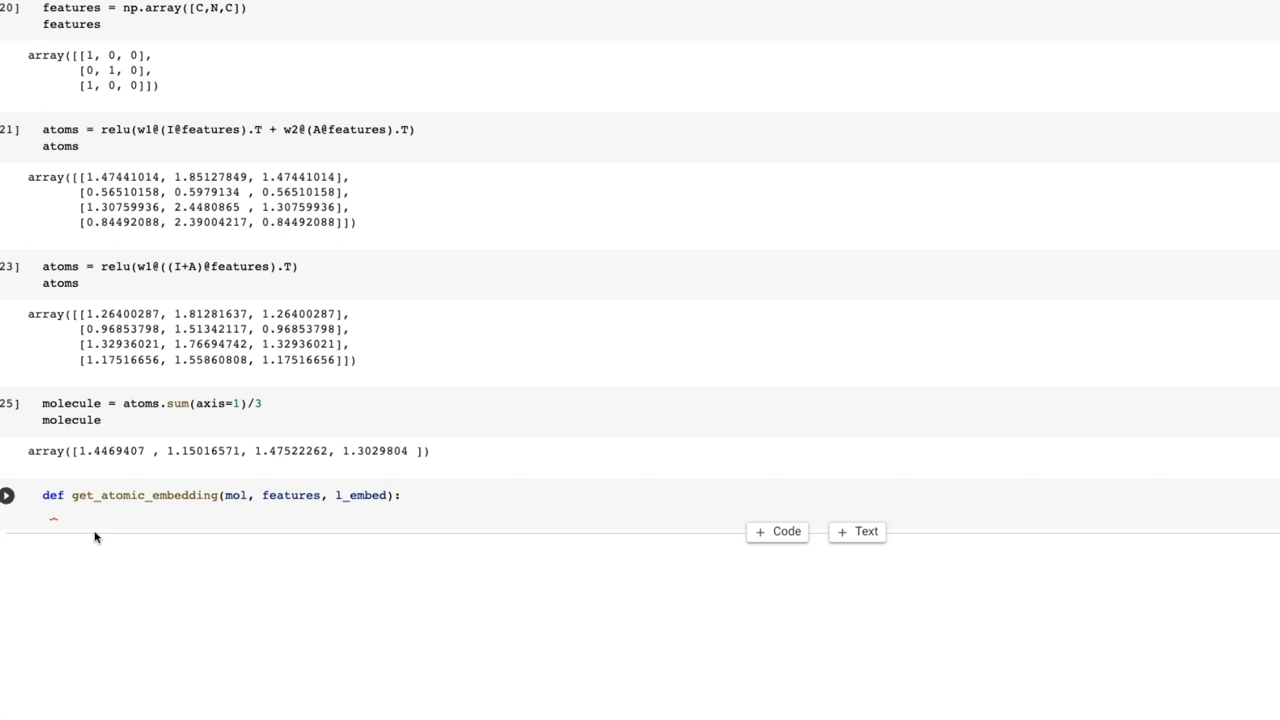 20] features = np.array([C,N,C])
features
array([[1, 0, 0],
[0, 1, 0],
[1, 0, 0]])
21] atoms = relu(w1@(I@features).T + w2@(A@features).T)
atoms
array([[1.47441014, 1.85127849, 1.47441014],
[0.56510158, 0.5979134 , 0.56510158],
[1.30759936, 2.4480865 , 1.30759936],
[0.84492088, 2.39004217, 0.84492088]])
23] atoms = relu(w1@((I+A)@features).T)
atoms
array([[1.26400287, 1.81281637, 1.26400287],
[0.96853798, 1.51342117, 0.96853798],
[1.32936021, 1.76694742, 1.32936021],
[1.17516656, 1.55860808, 1.17516656]])
25] molecule = atoms.sum(axis=1)/3
molecule
array([1.4469407 , 1.15016571, 1.47522262, 1.3029804 ])
def get_atomic_embedding(mol, features, l_embed):
+ Code + Text